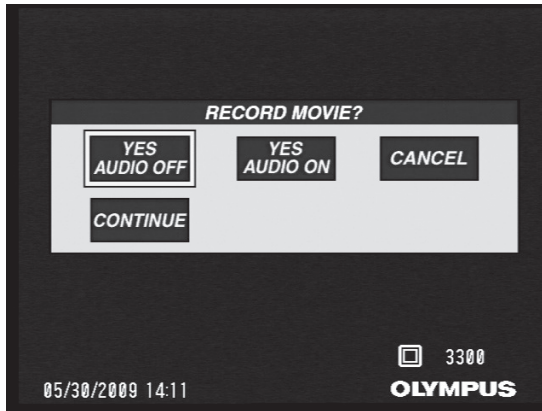 RECORD MOVIE?
YES
AUDIO OFF
YES
AUDIO ON
CANCEL
CONTINUE
3300
05/30/2009 14:11
OLYMPUS